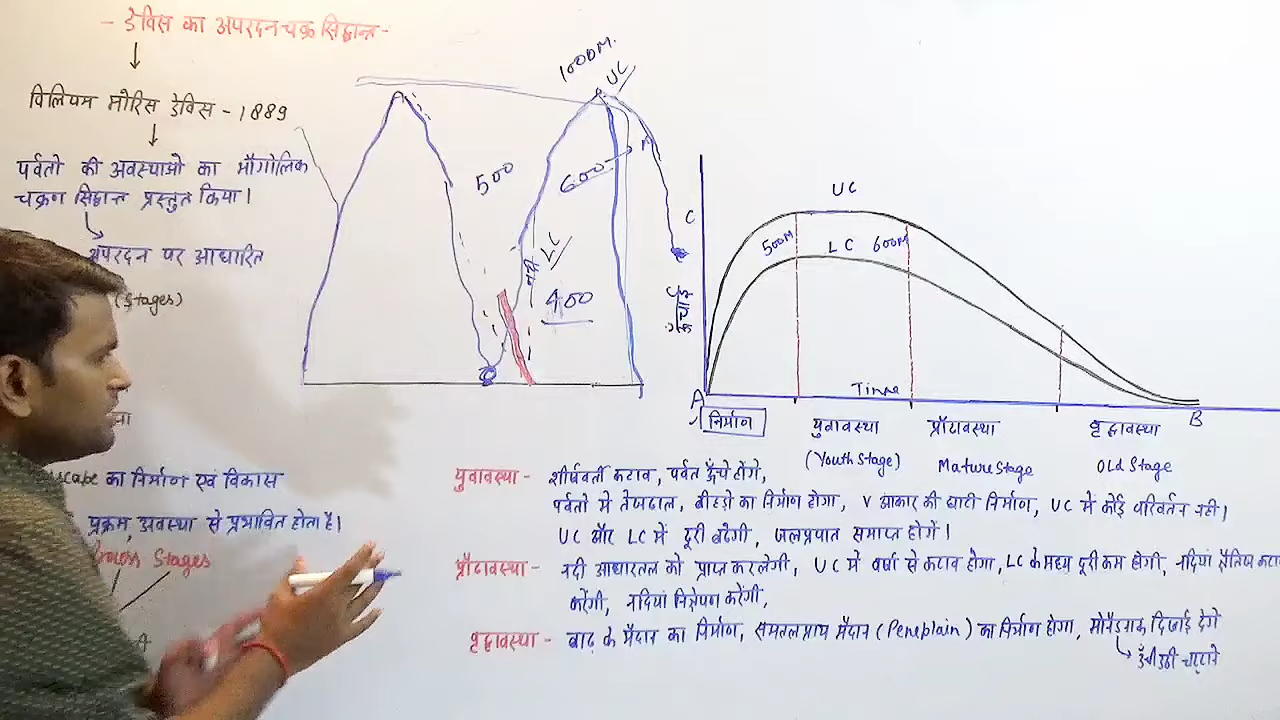 - डेविस का अपरदन चक्र सिद्धान्त -
विलियम मोरिस डेविस - 1889
पर्वतो की अवस्थाओ का भौगोलिक
चक्रण सिद्धान्त प्रस्तुत किया।
अपरदन पर आधारित
(Stages)
का निर्माण एवं विकास
प्रक्रम, अवस्था से प्रभावित होता है।
Stages
4
1000M.
UC
500
600
LC
नदी
400
C
ऊँचाई
UC
500M
LC 600M
Time
A
B
निर्माण
युवावस्था
प्रौढावस्था
वृद्धावस्था
(Youth Stage)
Mature Stage
Old Stage
युवावस्था - शीर्षवर्ती कटाव, पर्वत ऊँचे होंगे,
पर्वतो मे तेजढाल, बीहडो का निर्माण होगा, V आकार की घाटी निर्माण, UC में कोई परिवर्तन नही।
UC और LC में दूरी बढेगी, जलप्रपात समाप्त होगें।
प्रौढावस्था - नदी आधारतल को प्राप्त करलेगी, UC में वर्षा से कटाव होगा, LC के मध्य दूरी कम होगी, नदियां क्षैतिज
करेंगी, नदियां निक्षेपण करेंगी,
वृद्धावस्था - बाढ़ के मैदान का निर्माण, समतलप्राय मैदान (Peneplain) का निर्माण होगा, मोनैडनाक दिखाई देगे
ऊँची उठी चट्टाने